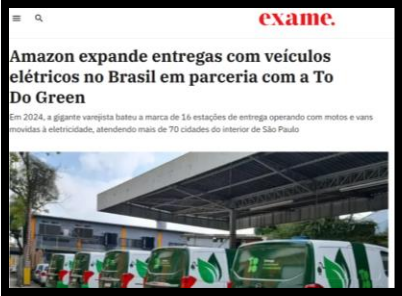 exame.
Amazon expande entregas com veículos
elétricos no Brasil em parceria com a To
Do Green
Em 2024, a gigante varejista bateu a marca de 16 estações de entrega operando com motos e vans
movidas à eletricidade, atendendo mais de 70 cidades do interior de São Paulo